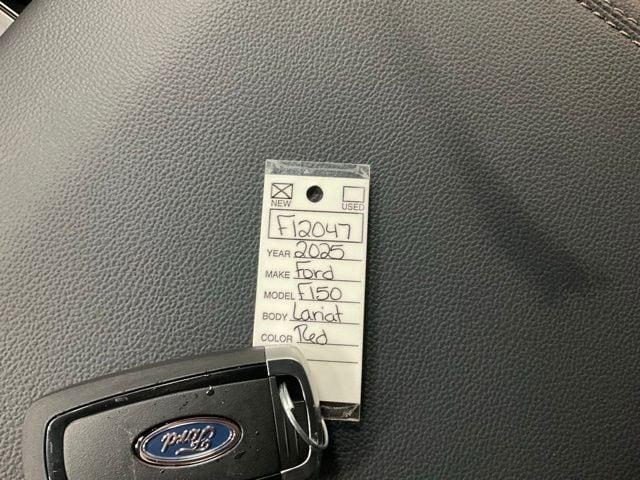 NEW USED
F12047
YEAR 2025
MAKE Ford
MODEL F150
BODY Lariat
COLOR Red
Ford